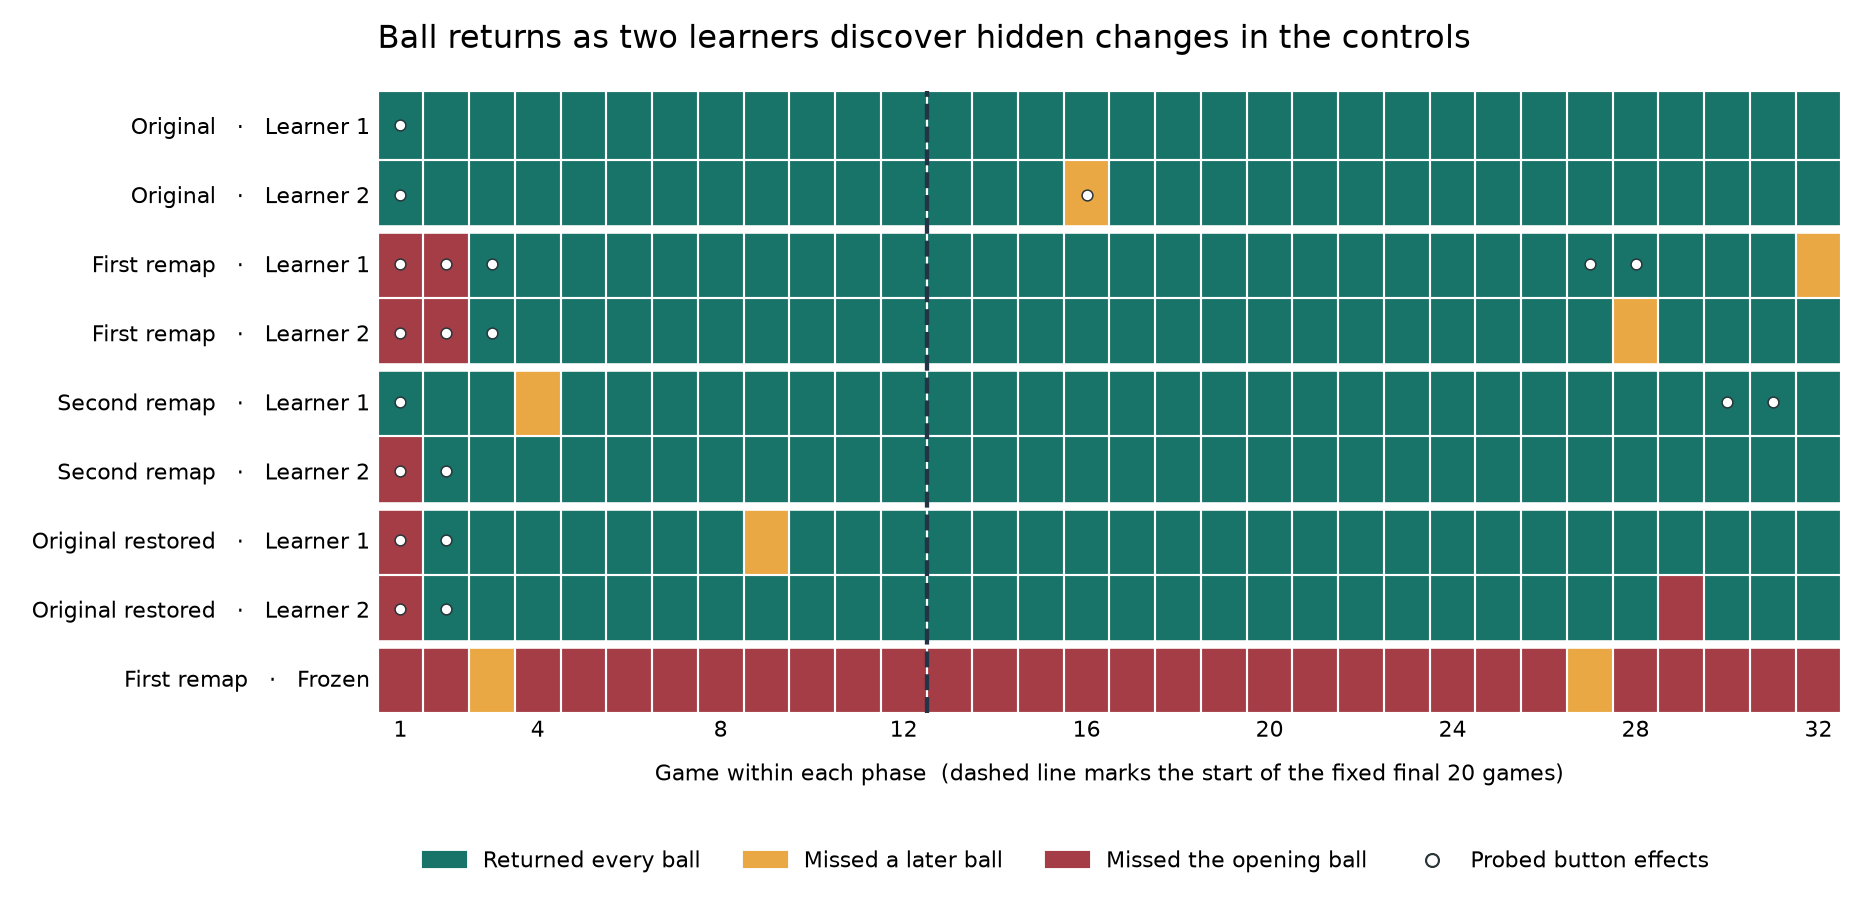 Ball returns as two learners discover hidden changes in the controls
Original · Learner 1
Original · Learner 2
First remap · Learner 1
First remap · Learner 2
Second remap · Learner 1
Second remap · Learner 2
Original restored · Learner 1
Original restored · Learner 2
First remap · Frozen
1 4 8 12 16 20 24 28 32
Game within each phase (dashed line marks the start of the fixed final 20 games)
Returned every ball Missed a later ball Missed the opening ball Probed button effects